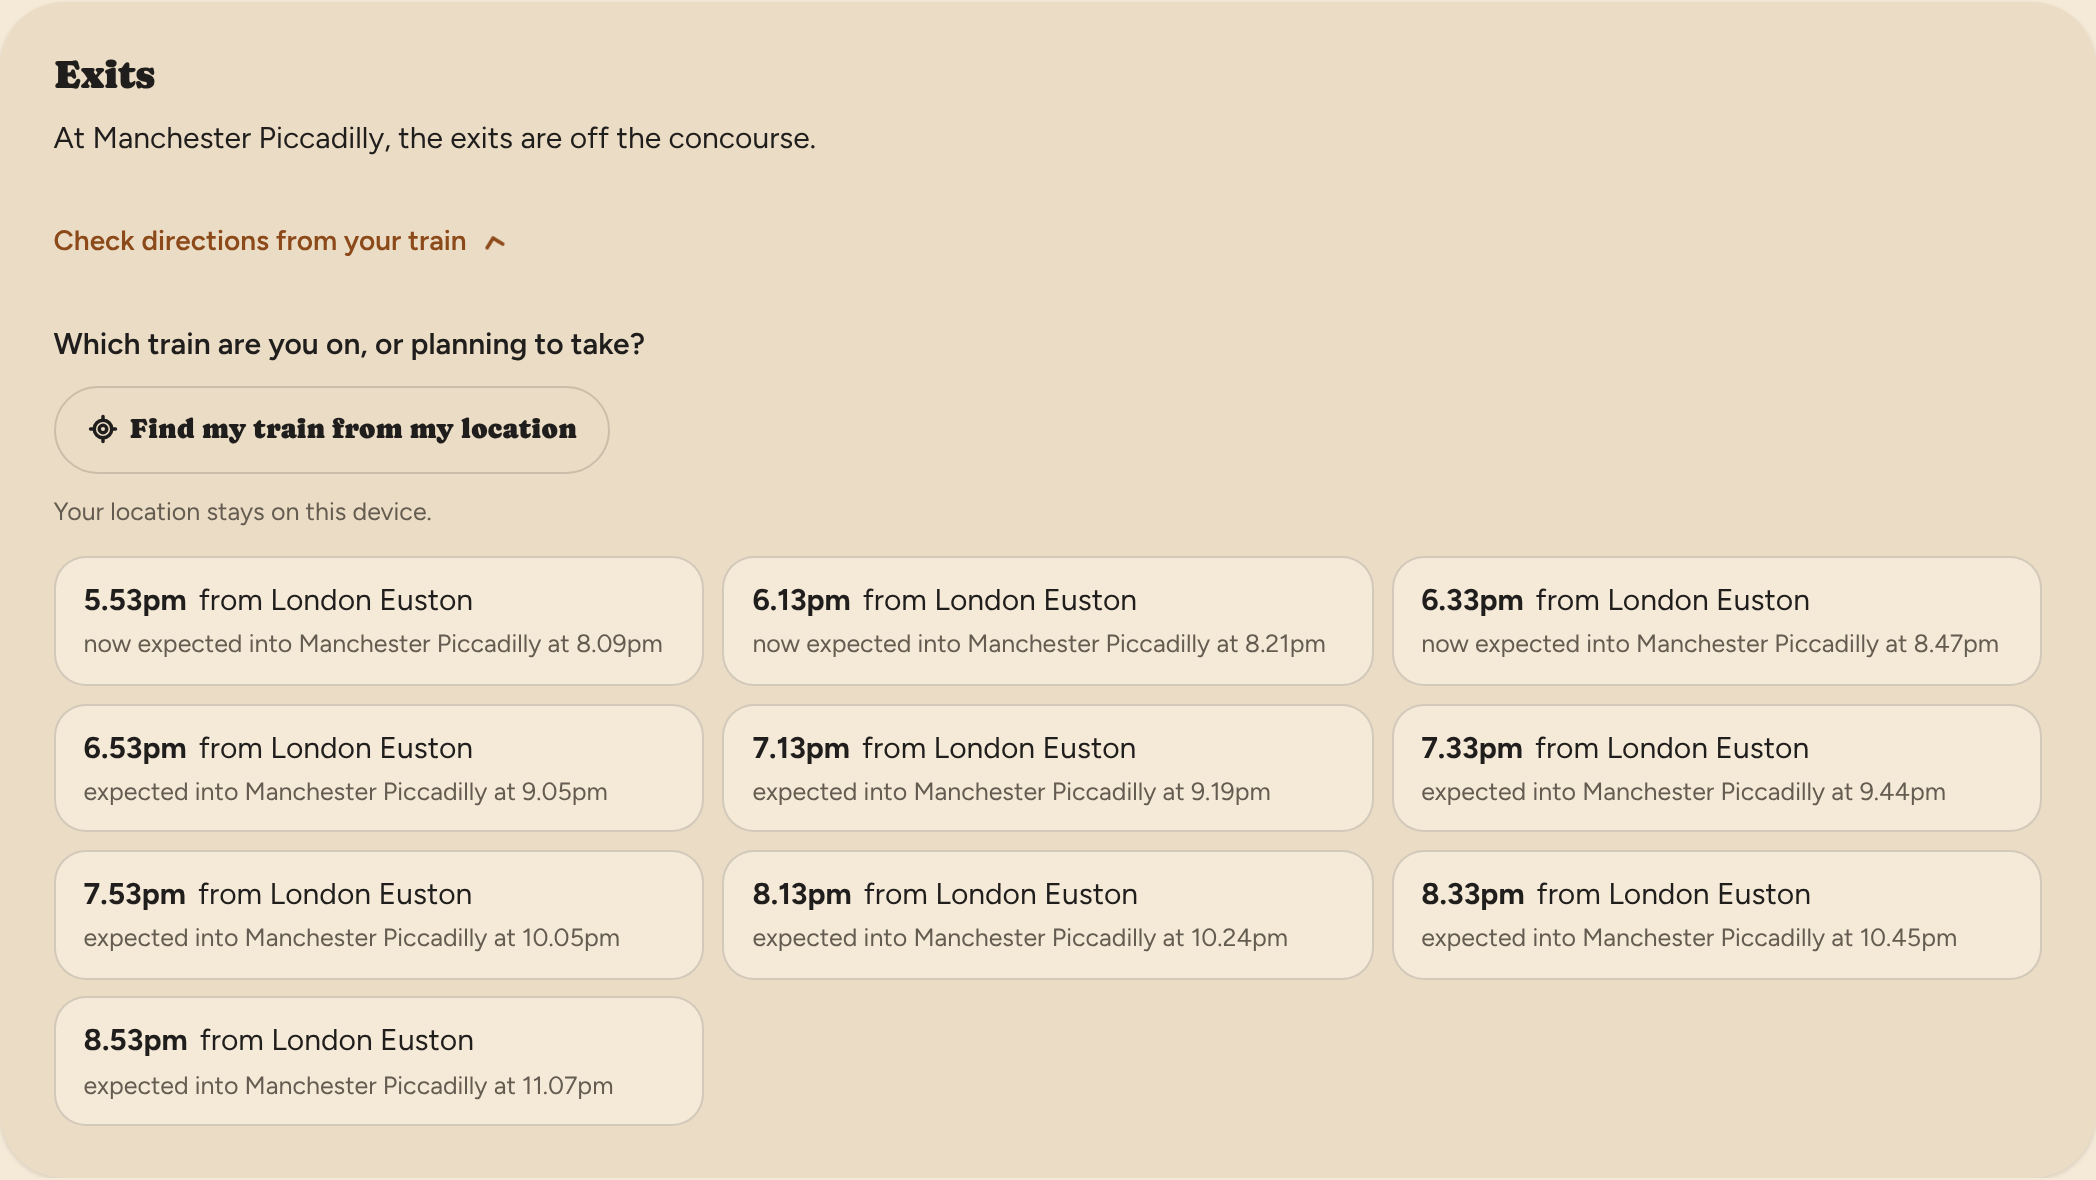 Exits
At Manchester Piccadilly, the exits are off the concourse.
Check directions from your train
Which train are you on, or planning to take?
Find my train from my location
Your location stays on this device.
5.53pm from London Euston
now expected into Manchester Piccadilly at 8.09pm
6.13pm from London Euston
now expected into Manchester Piccadilly at 8.21pm
6.33pm from London Euston
now expected into Manchester Piccadilly at 8.47pm
6.53pm from London Euston
expected into Manchester Piccadilly at 9.05pm
7.13pm from London Euston
expected into Manchester Piccadilly at 9.19pm
7.33pm from London Euston
expected into Manchester Piccadilly at 9.44pm
7.53pm from London Euston
expected into Manchester Piccadilly at 10.05pm
8.13pm from London Euston
expected into Manchester Piccadilly at 10.24pm
8.33pm from London Euston
expected into Manchester Piccadilly at 10.45pm
8.53pm from London Euston
expected into Manchester Piccadilly at 11.07pm